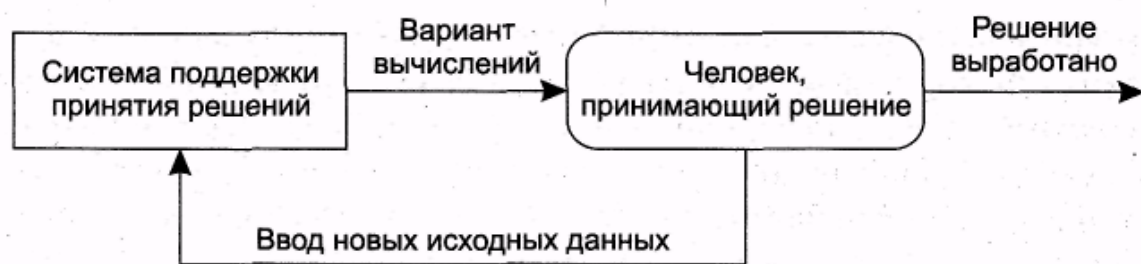 Система поддержки
принятия решений
Вариант
вычислений
Человек,
принимающий решение
Решение
выработано
Ввод новых исходных данных